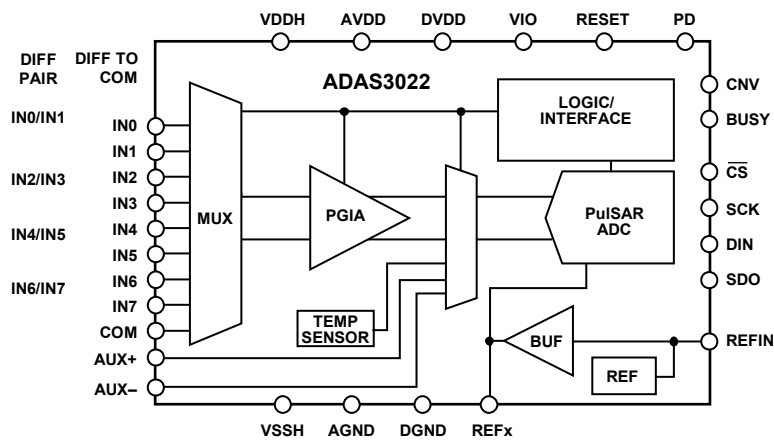 VDDH AVDD DVDD VIO RESET PD
DIFF PAIR
DIFF TO COM
ADAS3022
IN0/IN1
IN2/IN3
IN4/IN5
IN6/IN7
IN0
IN1
IN2
IN3
IN4
IN5
IN6
IN7
COM
AUX+
AUX–
MUX
PGIA
TEMP
SENSOR
LOGIC/
INTERFACE
PulSAR
ADC
BUF
REF
CNV
BUSY
CS
SCK
DIN
SDO
REFIN
VSSH AGND DGND REFx